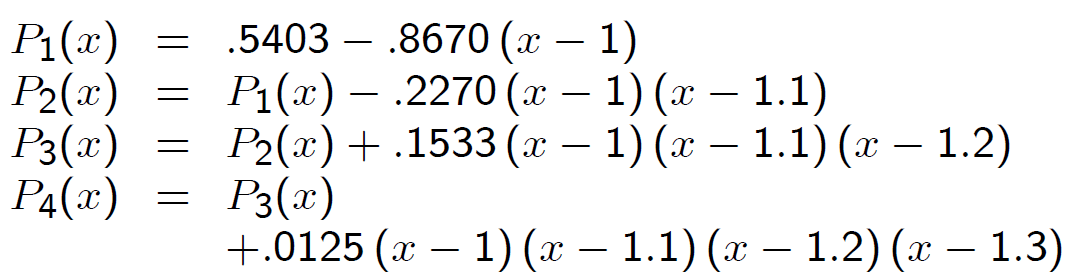 P₁(x) = .5403 − .8670 (x − 1)
P₂(x) = P₁(x) − .2270 (x − 1) (x − 1.1)
P₃(x) = P₂(x) + .1533 (x − 1) (x − 1.1) (x − 1.2)
P₄(x) = P₃(x)
+.0125 (x − 1) (x − 1.1) (x − 1.2) (x − 1.3)